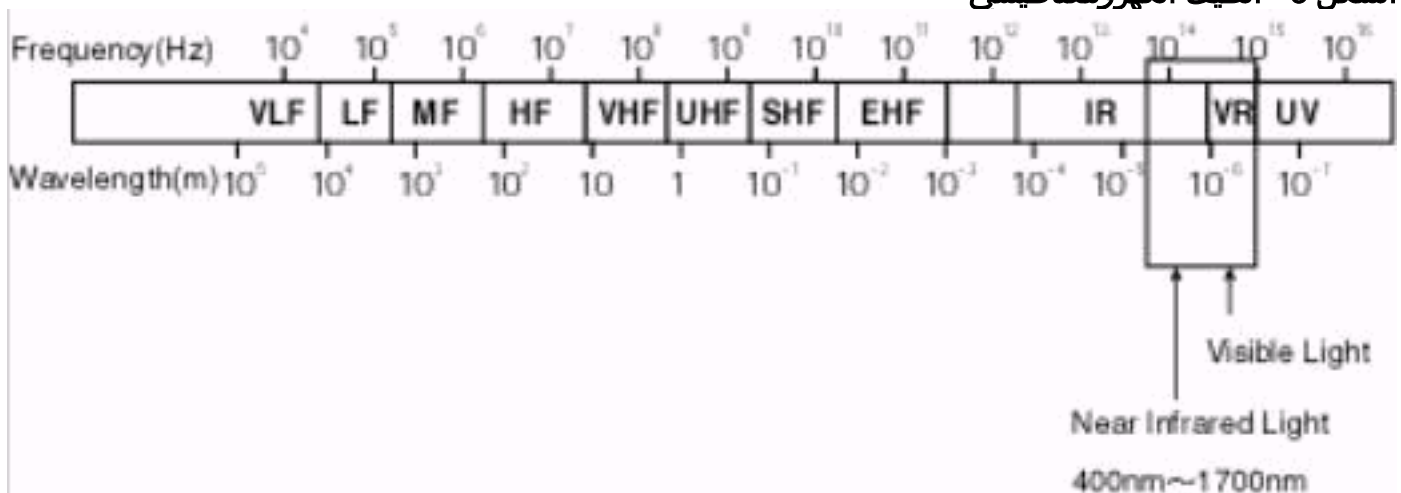 Frequency(Hz) 10⁴ 10⁵ 10⁶ 10⁷ 10⁸ 10⁹ 10¹⁰ 10¹¹ 10¹² 10¹³ 10¹⁴ 10¹⁵ 10¹⁶
VLF LF MF HF VHF UHF SHF EHF IR VR UV
Wavelength(m) 10⁵ 10⁴ 10³ 10² 10 1 10⁻¹ 10⁻² 10⁻³ 10⁻⁴ 10⁻⁵ 10⁻⁶ 10⁻⁷
Visible Light
Near Infrared Light
400nm～1700nm